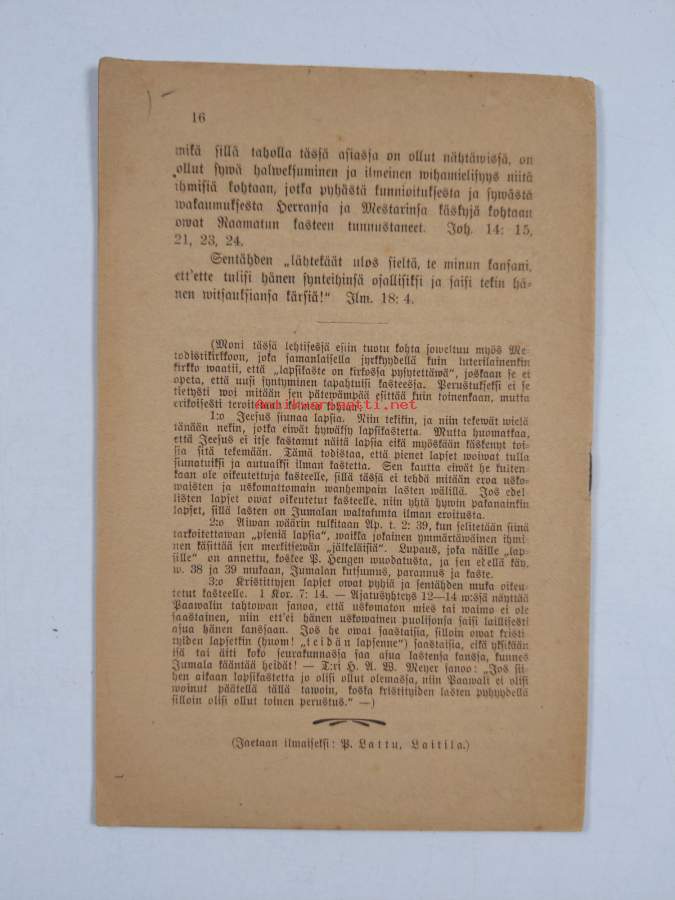 16
mikä sillä taholla tässä asiassa on ollut nähtäwissä, on
ollut sywä halweksuminen ja ilmeinen wihamielisyys niitä
ihmisiä kohtaan, jotka pyhästä kunnioituksesta ja sywästä
wakaumuksesta Herransa ja Mestarinsa käskyjä kohtaan
owat Raamatun kasteen tunnustaneet. Joh. 14: 15,
21, 23, 24.
Sentähden „lähtekäät ulos sieltä, te minun kansani,
ett'ette tulisi hänen synteihinsä osallisiksi ja saisi tekin hä-
nen witsauksiansa kärsiä!“ Ilm. 18: 4.
(Moni tässä lehtisessä esiin tuotu kohta soweltuu myös Me-
todistikirkkoon, joka samanlaisella jyrkkyydellä kuin luterilainenkin
kirkko waatii, että „lapsikaste on kirkossa pysytettäwä“, joskaan se ei
opeta, että uusi syntyminen tapahtuisi kasteessa. Perustukseksi ei se
tietysti woi mitään sen pätewämpää esittää kuin toinenkaan, mutta
erikoisesti teroitetaan
1:o Jeesus siunaa lapsia. Niin tekikin, ja niin tekewät wielä
tänään nekin, jotka eiwät hywäksy lapsikastetta. Mutta huomatkaa,
että Jeesus ei itse kastanut näitä lapsia eikä myöskään käskenyt toi-
sia sitä tekemään. Tämä todistaa, että pienet lapset woiwat tulla
siunatuiksi ja autuaiksi ilman kastetta. Sen kautta eiwät he kuiten-
kaan ole oikeutettuja kasteelle, sillä tässä ei tehdä mitään eroa usko-
waisten ja uskomattomain wanhempain lasten wälillä. Jos edel-
listen lapset owat oikeutetut kasteelle, niin yhtä hywin pakanainkin
lapset, sillä lasten on Jumalan waltakunta ilman eroitusta.
2:o Aiwan wäärin tulkitaan Ap. t. 2: 39, kun selitetään siinä
tarkoitettawan „pieniä lapsia“, waikka jokainen ymmärtäwäinen ihmi-
nen käsittää sen merkitsewän „jälkeläisiä“. Lupaus, joka näille „lap-
sille“ on annettu, koskee P. Hengen wuodatusta, ja sen edellä käy,
w. 38 ja 39 mukaan, Jumalan kutsumus, parannus ja kaste.
3:o Kristittyjen lapset owat pyhiä ja sentähden muka oikeu-
tetut kasteelle. 1 Kor. 7: 14. — Ajatusyhteys 12—14 w:ssä näyttää
Paawalin tahtowan sanoa, että uskomaton mies tai waimo ei ole
saastainen, niin ett'ei hänen uskowainen puolisonsa saisi laillisesti
asua hänen kanssaan. Jos he owat saastaisia, silloin owat kristi-
tyiden lapsetkin (huom! „teidän lapsenne“) saastaisia, eikä yksikään
isä tai äiti koko seurakunnassa saa asua lastensa kanssa, kunnes
Jumala kääntää heidät! — T:ri H. A. W. Meyer sanoo: „Jos sii-
hen aikaan lapsikastetta jo olisi ollut olemassa, niin Paawali ei olisi
woinut päätellä tällä tawoin, koska kristityiden lasten pyhyydellä
silloin olisi ollut toinen perustus.“ —)
(Jaetaan ilmaiseksi: P. Lattu, Laitila.)